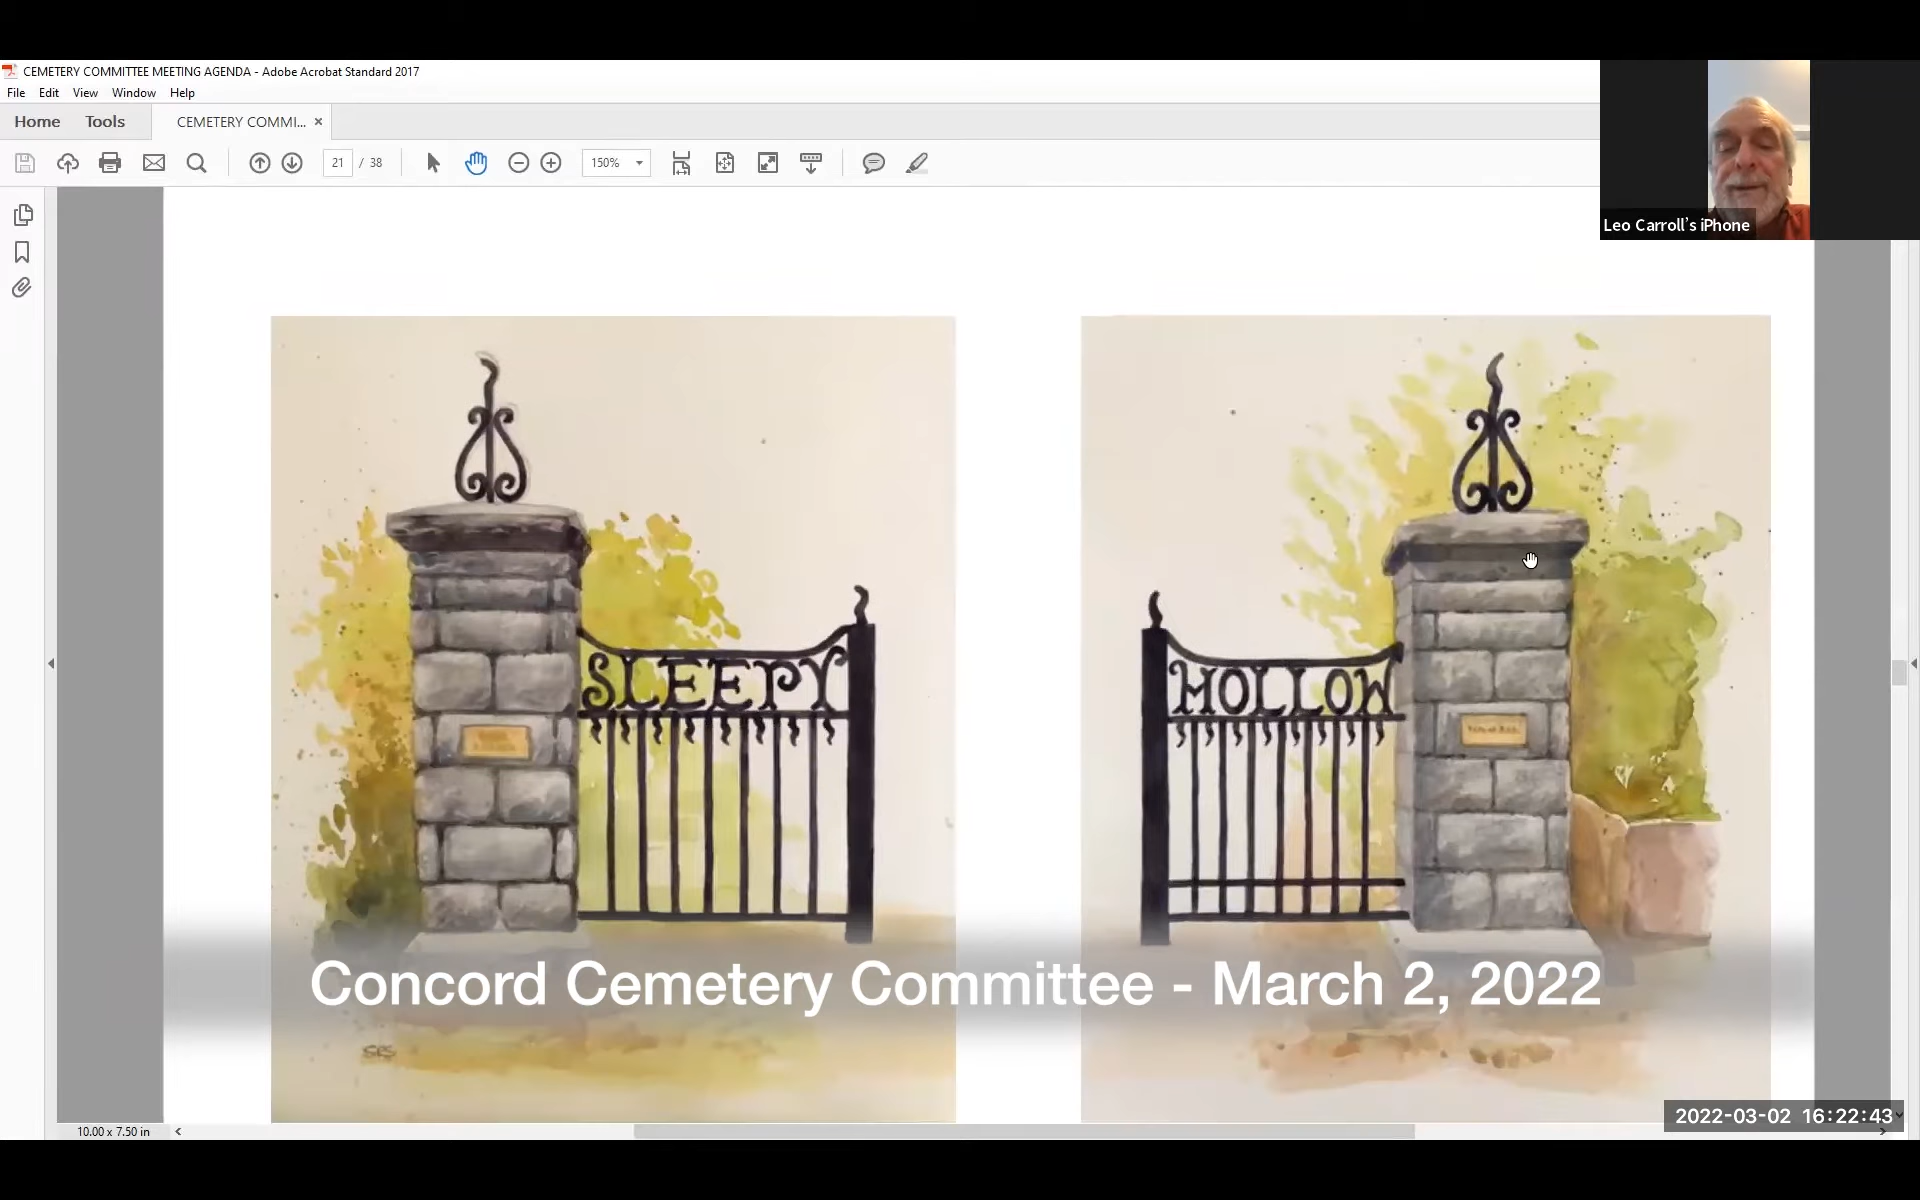 CEMETERY COMMITTEE MEETING AGENDA - Adobe Acrobat Standard 2017
File Edit View Window Help
Home Tools CEMETERY COMMI... ×
21 / 38 150%
Leo Carroll's iPhone
SLEEPY
HOLLOW
Concord Cemetery Committee - March 2, 2022
SRS
2022-03-02 16:22:43
10.00 x 7.50 in